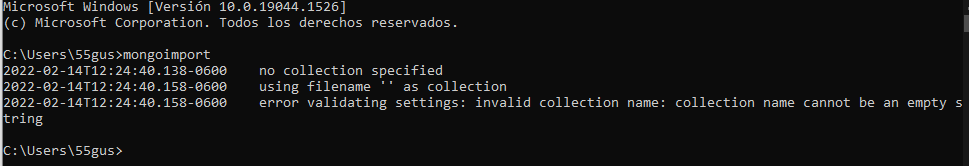 Microsoft Windows [Versión 10.0.19044.1526]
(c) Microsoft Corporation. Todos los derechos reservados.
C:\Users\55gus>mongoimport
2022-02-14T12:24:40.138-0600    no collection specified
2022-02-14T12:24:40.158-0600    using filename '' as collection
2022-02-14T12:24:40.158-0600    error validating settings: invalid collection name: collection name cannot be an empty s
tring
C:\Users\55gus>